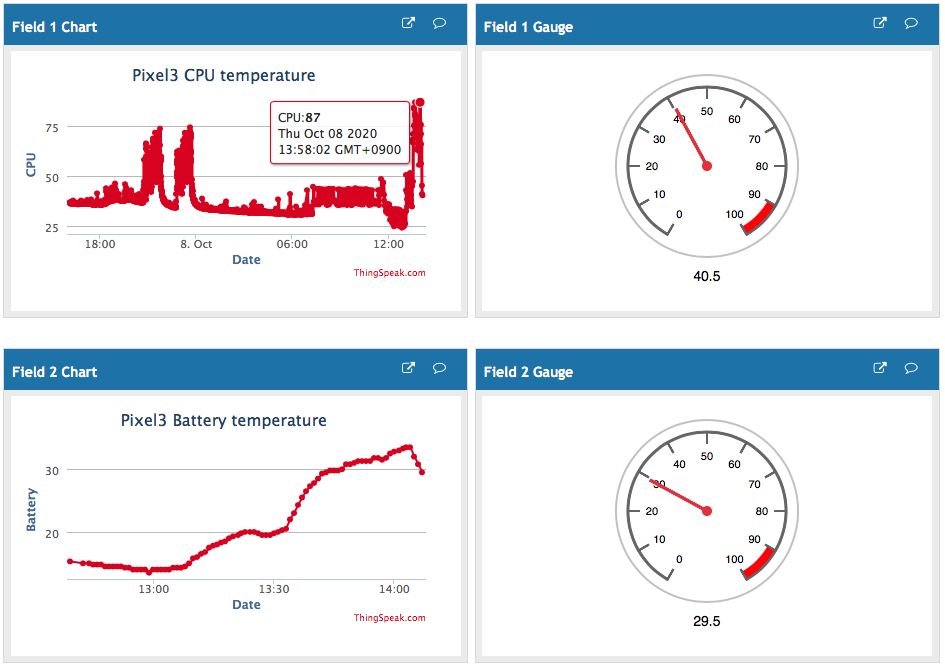 Field 1 Chart
Pixel3 CPU temperature
CPU:87
Thu Oct 08 2020
13:58:02 GMT+0900
75
50
25
CPU
18:00 8. Oct 06:00 12:00
Date
ThingSpeak.com
Field 1 Gauge
0
10
20
30
40
50
60
70
80
90
100
40.5
Field 2 Chart
Pixel3 Battery temperature
30
20
Battery
13:00 13:30 14:00
Date
ThingSpeak.com
Field 2 Gauge
0
10
20
30
40
50
60
70
80
90
100
29.5